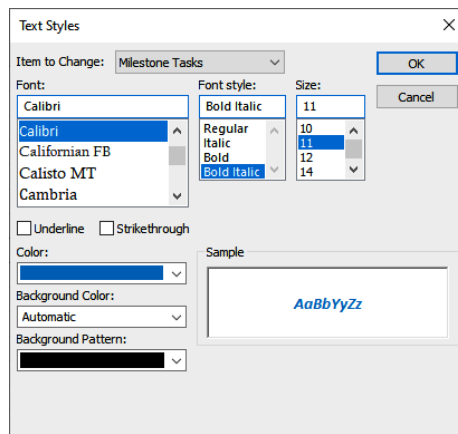 Text Styles
Item to Change: Milestone Tasks
OK
Font: Font style: Size:
Cancel
Calibri Bold Italic 11
Calibri Regular 10
Californian FB Italic 11
Calisto MT Bold 12
Cambria Bold Italic 14
Underline Strikethrough
Color: Sample
AaBbYyZz
Background Color:
Automatic
Background Pattern: